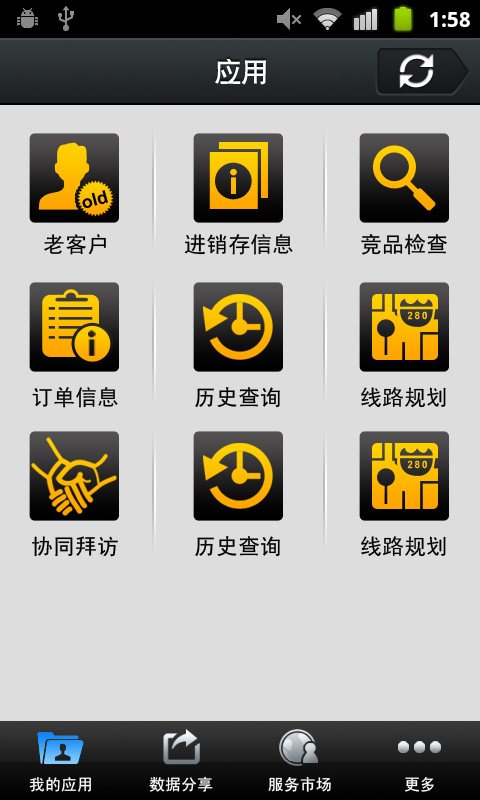 1:58
应用
old
老客户
进销存信息
竞品检查
280
订单信息
历史查询
线路规划
280
协同拜访
历史查询
线路规划
我的应用
数据分享
服务市场
更多